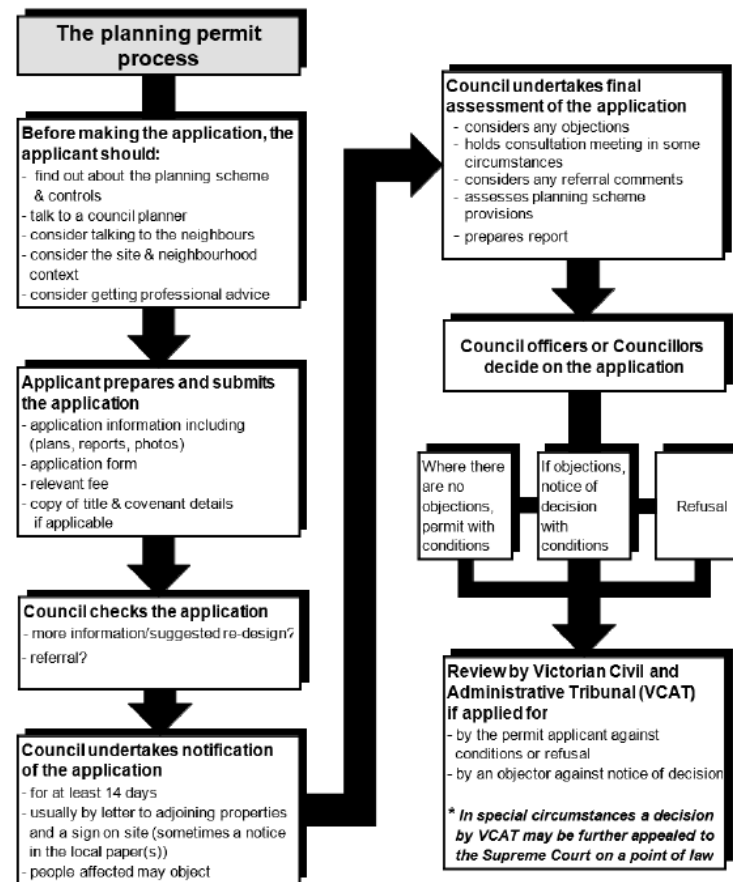 The planning permit
process
Before making the application, the
applicant should:
- find out about the planning scheme
& controls
- talk to a council planner
- consider talking to the neighbours
- consider the site & neighbourhood
context
- consider getting professional advice
Applicant prepares and submits
the application
- application information including
(plans, reports, photos)
- application form
- relevant fee
- copy of title & covenant details
if applicable
Council checks the application
- more information/suggested re-design?
- referral?
Council undertakes notification
of the application
- for at least 14 days
- usually by letter to adjoining properties
and a sign on site (sometimes a notice
in the local paper(s))
- people affected may object
Council undertakes final
assessment of the application
- considers any objections
- holds consultation meeting in some
circumstances
- considers any referral comments
- assesses planning scheme
provisions
- prepares report
Council officers or Councillors
decide on the application
Where there
are no
objections,
permit with
conditions
If objections,
notice of
decision
with
conditions
Refusal
Review by Victorian Civil and
Administrative Tribunal (VCAT)
if applied for
- by the permit applicant against
conditions or refusal
- by an objector against notice of decision
* In special circumstances a decision
by VCAT may be further appealed to
the Supreme Court on a point of law